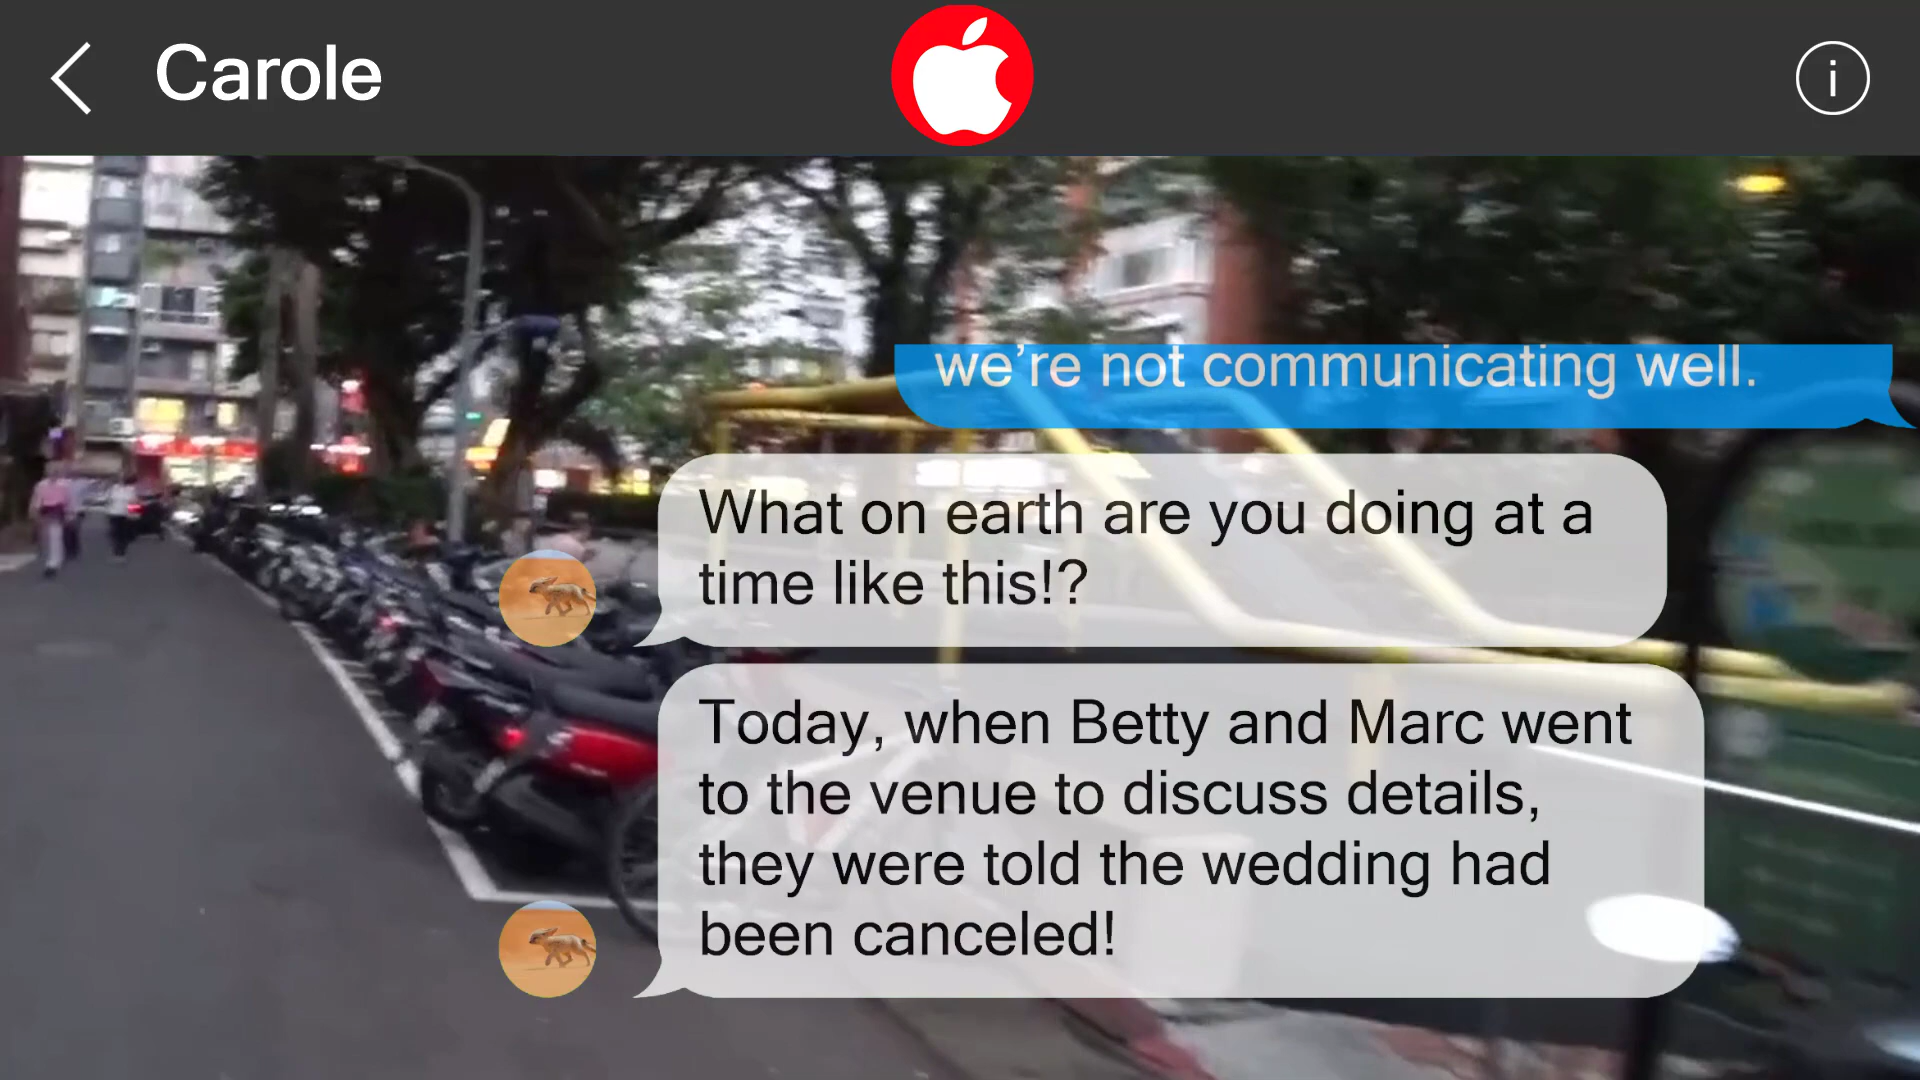 Carole
we’re not communicating well.
What on earth are you doing at a
time like this!?
Today, when Betty and Marc went
to the venue to discuss details,
they were told the wedding had
been canceled!